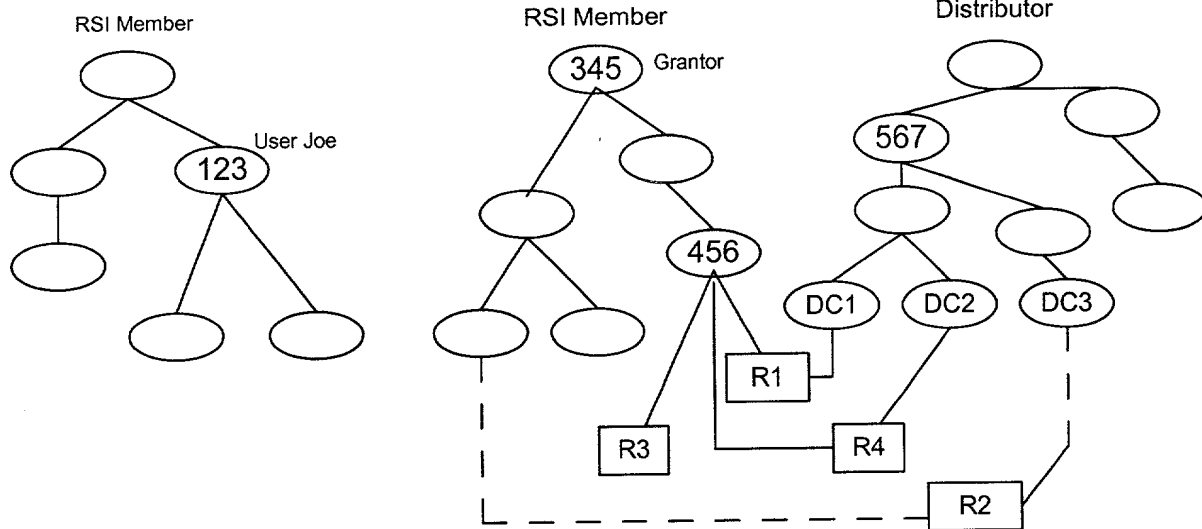 RSI Member
RSI Member
Distributor
345
Grantor
User Joe
123
567
456
DC1
DC2
DC3
R1
R3
R4
R2